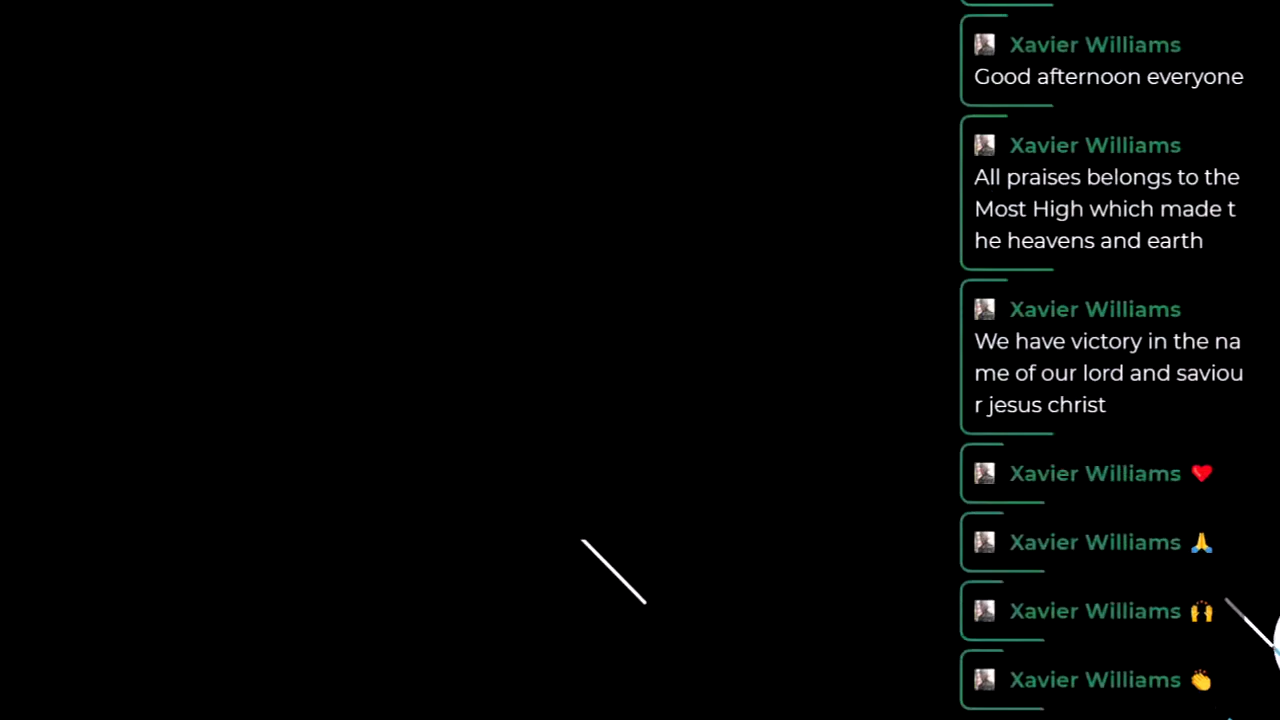 Xavier Williams
Good afternoon everyone
Xavier Williams
All praises belongs to the
Most High which made t
he heavens and earth
Xavier Williams
We have victory in the na
me of our lord and saviou
r jesus christ
Xavier Williams ❤️
Xavier Williams 🙏
Xavier Williams 🙌
Xavier Williams 👏